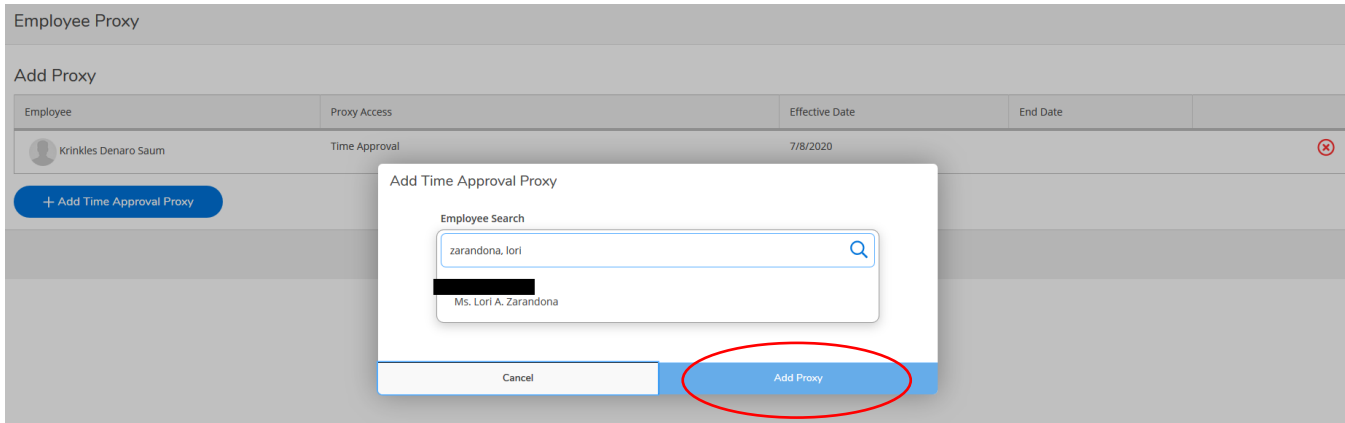 Employee Proxy
Add Proxy
Employee Proxy Access Effective Date End Date
Krinkles Denaro Saum Time Approval 7/8/2020
+ Add Time Approval Proxy
Add Time Approval Proxy
Employee Search
zarandona, lori
Ms. Lori A. Zarandona
Cancel Add Proxy